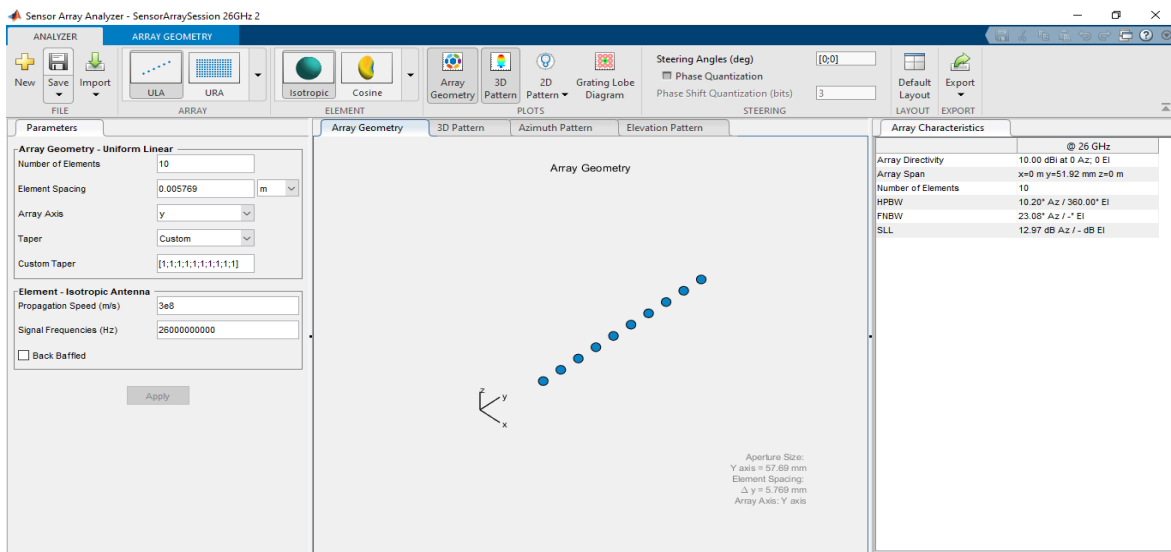 Sensor Array Analyzer - SensorArraySession 26GHz 2
ANALYZER ARRAY GEOMETRY
New Save Import ULA URA Isotropic Cosine Array Geometry 3D Pattern 2D Pattern Grating Lobe Diagram
Steering Angles (deg) [0;0]
Phase Quantization
Phase Shift Quantization (bits) 3
Default Layout Export
FILE ARRAY ELEMENT PLOTS STEERING LAYOUT EXPORT
Parameters
Array Geometry - Uniform Linear
Number of Elements 10
Element Spacing 0.005769 m
Array Axis y
Taper Custom
Custom Taper [1;1;1;1;1;1;1;1;1;1]
Element - Isotropic Antenna
Propagation Speed (m/s) 3e8
Signal Frequencies (Hz) 26000000000
Back Baffled
Apply
Array Geometry 3D Pattern Azimuth Pattern Elevation Pattern
Array Geometry
z
y
x
Aperture Size:
Y axis = 57.69 mm
Element Spacing:
Δ y = 5.769 mm
Array Axis: Y axis
Array Characteristics
@ 26 GHz
Array Directivity 10.00 dBi at 0 Az; 0 El
Array Span x=0 m y=51.92 mm z=0 m
Number of Elements 10
HPBW 10.20° Az / 360.00° El
FNBW 23.08° Az / -° El
SLL 12.97 dB Az / - dB El